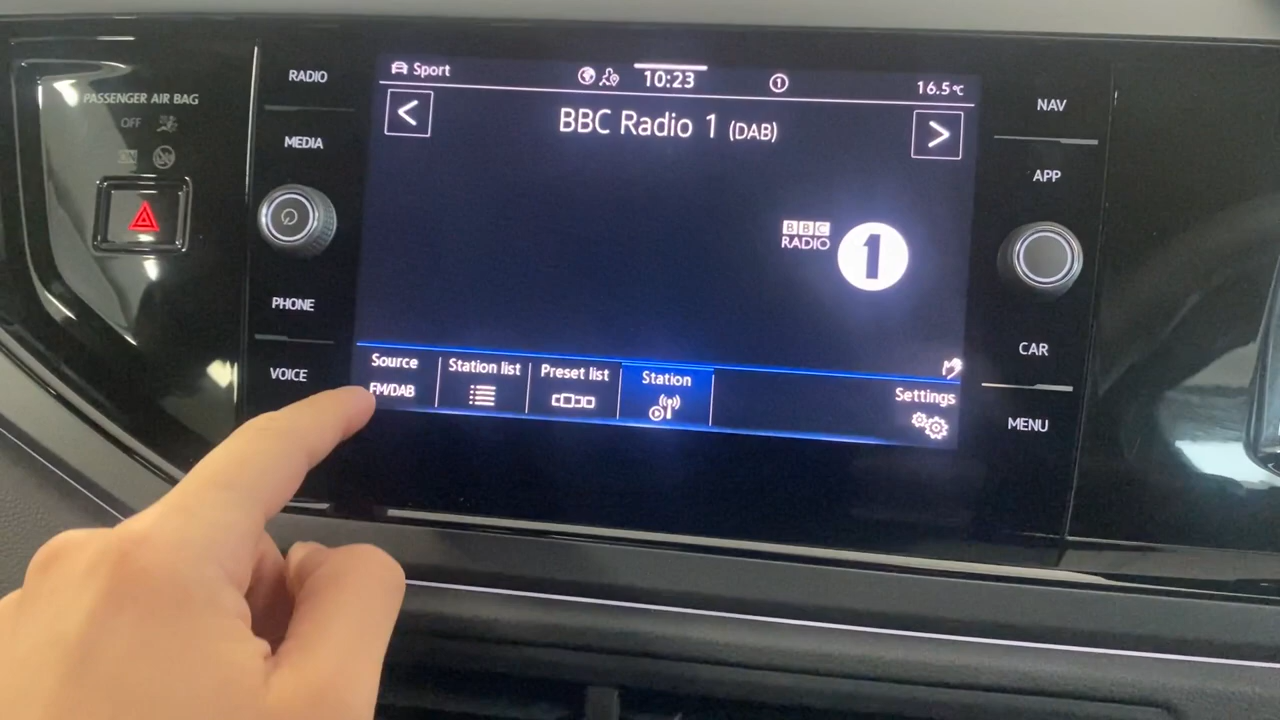 PASSENGER AIR BAG
OFF
ON
RADIO
MEDIA
PHONE
VOICE
Sport
10:23
1
16.5°C
<
BBC Radio 1 (DAB)
>
BBC
RADIO
1
Source
FM/DAB
Station list
Preset list
Station
Settings
NAV
APP
CAR
MENU